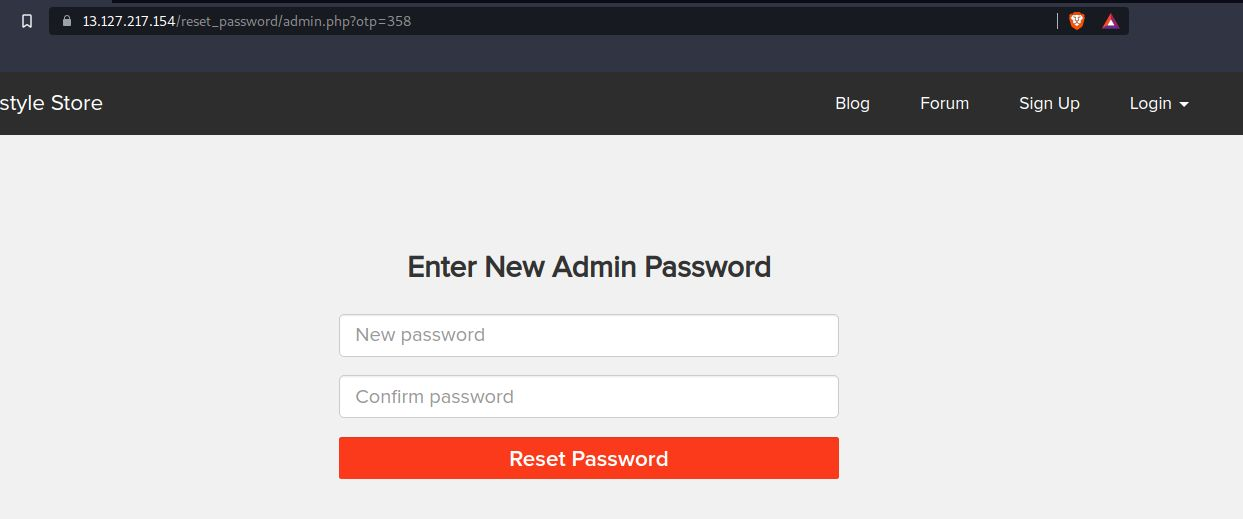 13.127.217.154/reset_password/admin.php?otp=358
style Store Blog Forum Sign Up Login
Enter New Admin Password
New password
Confirm password
Reset Password